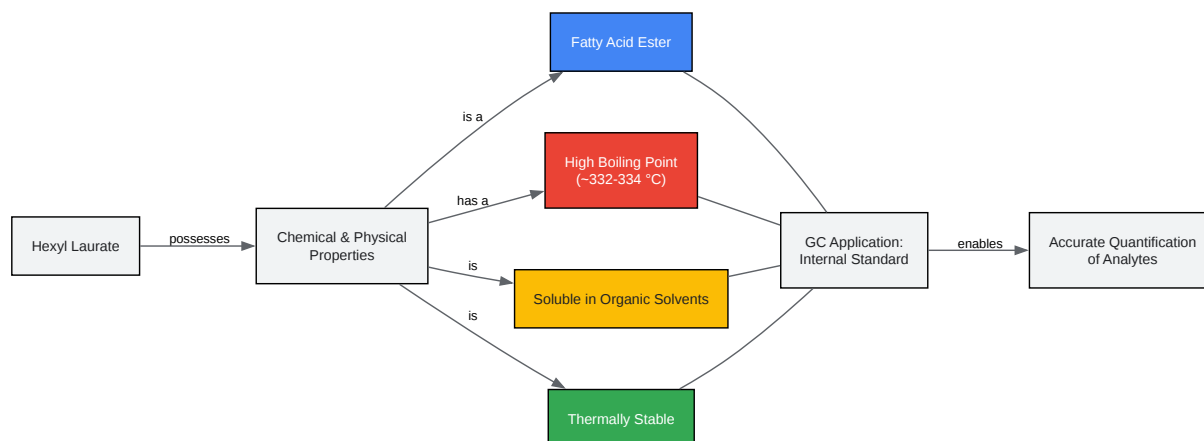 Fatty Acid Ester
is a
High Boiling Point
(~332-334 °C)
has a
Hexyl Laurate
possesses
Chemical & Physical
Properties
GC Application:
Internal Standard
enables
Accurate Quantification
of Analytes
is
Soluble in Organic Solvents
is
Thermally Stable